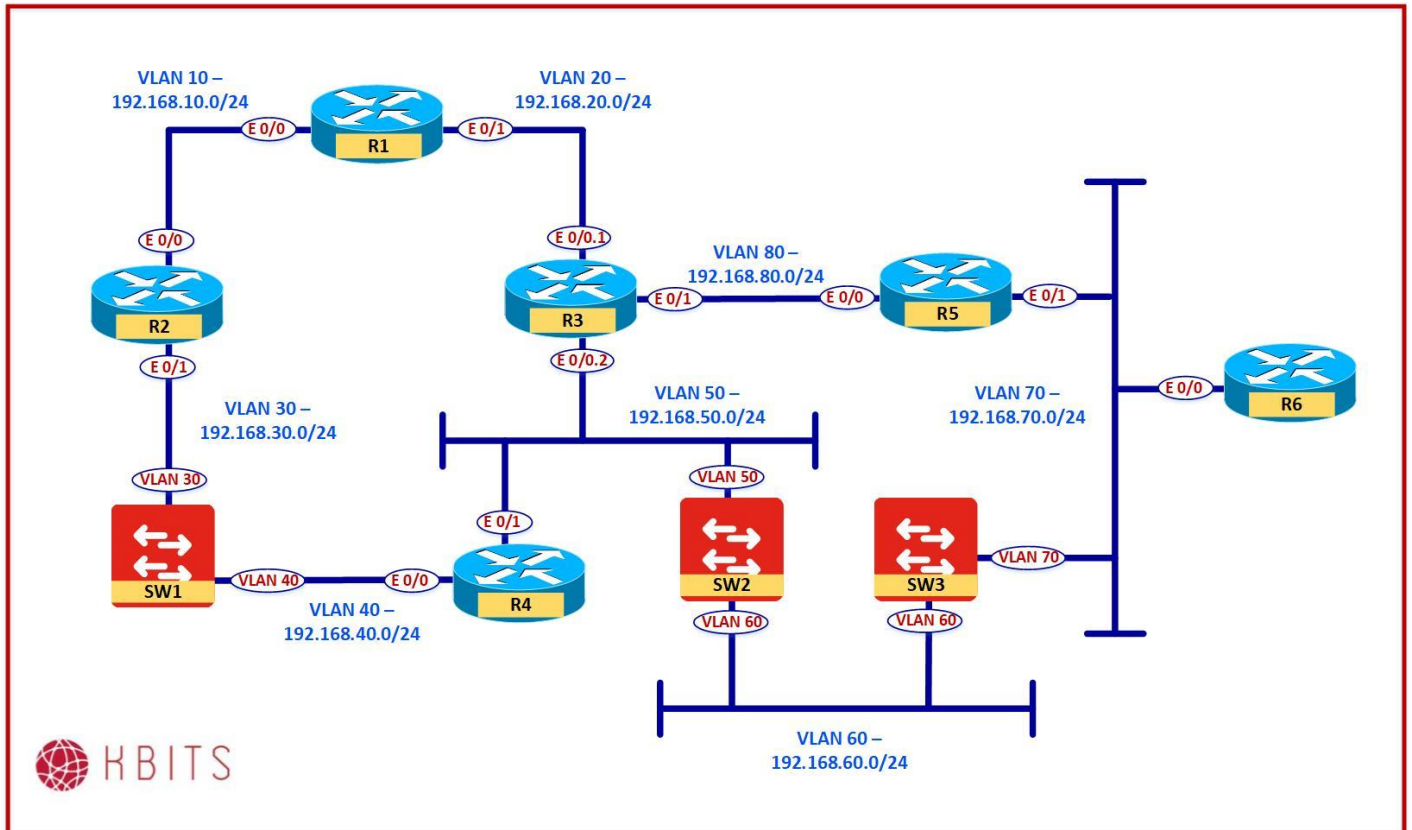 VLAN 10 –
192.168.10.0/24
VLAN 20 –
192.168.20.0/24
E 0/0
R1
E 0/1
E 0/0
R2
E 0/1
E 0/0.1
R3
E 0/1
E 0/0.2
VLAN 80 –
192.168.80.0/24
E 0/0
R5
E 0/1
VLAN 30 –
192.168.30.0/24
VLAN 50 –
192.168.50.0/24
VLAN 70 –
192.168.70.0/24
E 0/0
R6
VLAN 30
SW1
VLAN 40
E 0/0
VLAN 40 –
192.168.40.0/24
E 0/1
R4
VLAN 50
SW2
VLAN 60
SW3
VLAN 70
VLAN 60
VLAN 60 –
192.168.60.0/24
KBITS